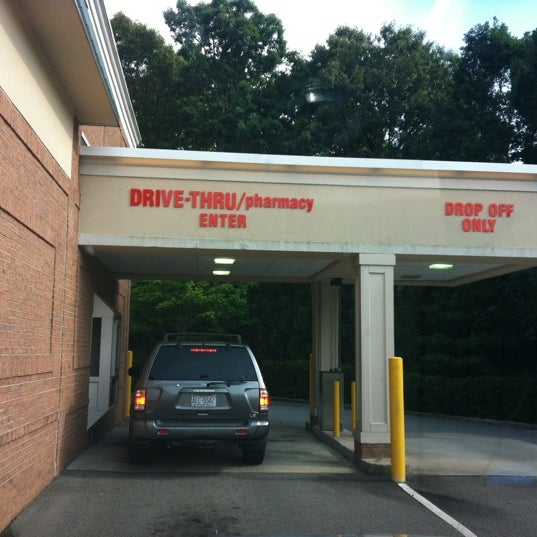 DRIVE-THRU/pharmacy
ENTER
DROP OFF
ONLY